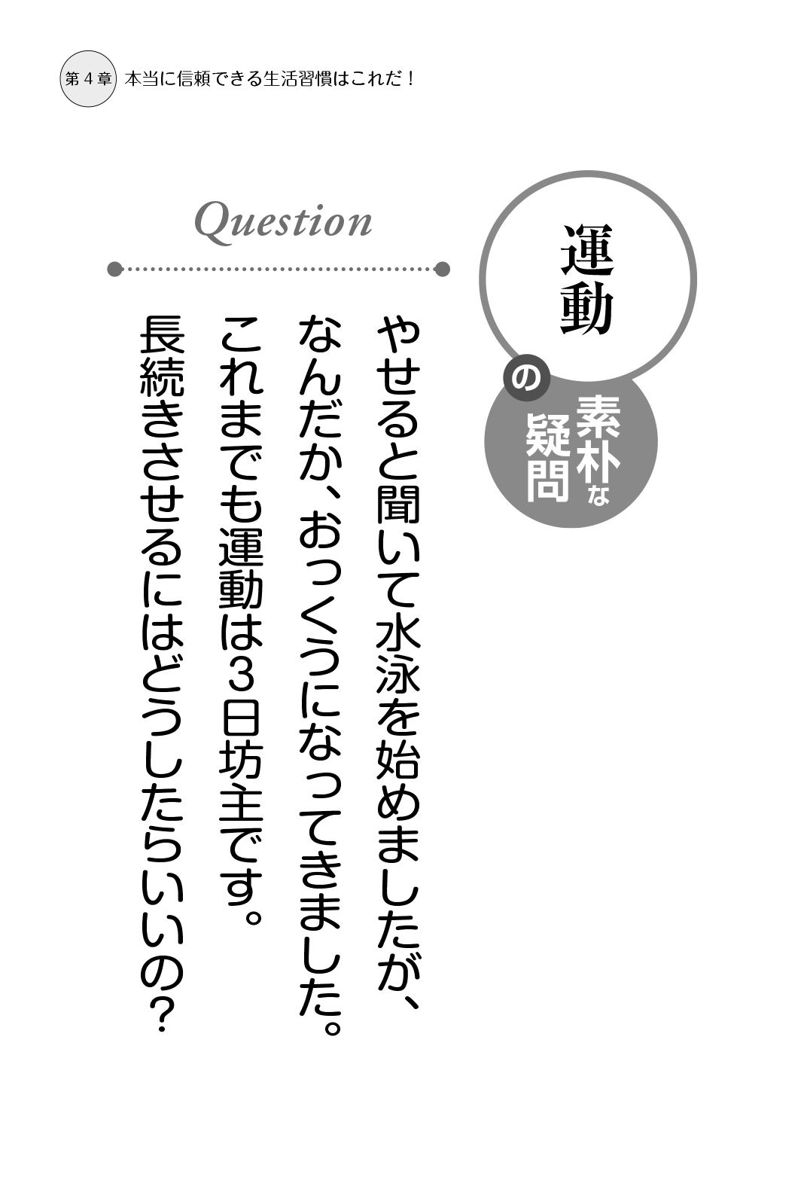 第4章 本当に信頼できる生活習慣はこれだ！
運動
の
素朴な
疑問
Question
やせると聞いて水泳を始めましたが、
なんだか、おっくうになってきました。
これまでも運動は3日坊主です。
長続きさせるにはどうしたらいいの？